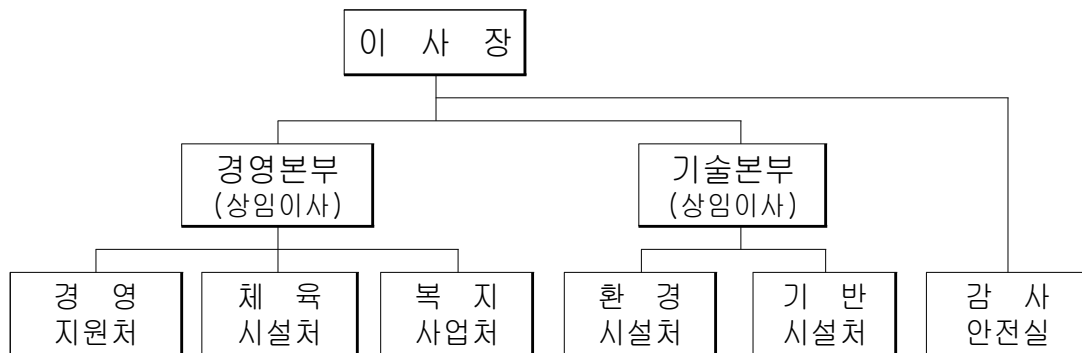 이 사 장
경영본부
(상임이사)
기술본부
(상임이사)
경 영
지원처
체 육
시설처
복 지
사업처
환 경
시설처
기 반
시설처
감 사
안전실